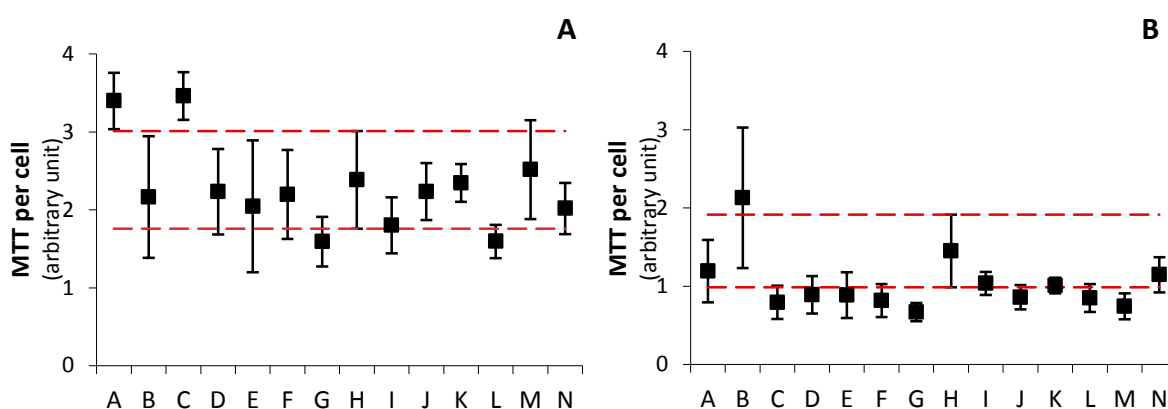 A
MTT per cell
(arbitrary unit)
4
3
2
1
0
A B C D E F G H I J K L M N
B
MTT per cell
(arbitrary unit)
4
3
2
1
0
A B C D E F G H I J K L M N